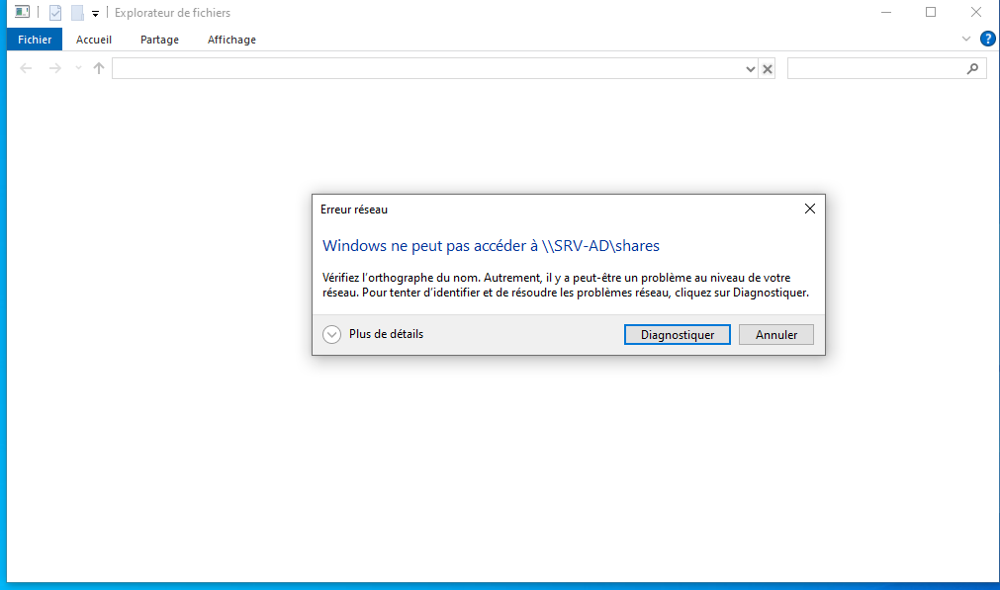 Explorateur de fichiers
Fichier Accueil Partage Affichage
Erreur réseau
Windows ne peut pas accéder à \\SRV-AD\shares
Vérifiez l'orthographe du nom. Autrement, il y a peut-être un problème au niveau de votre
réseau. Pour tenter d'identifier et de résoudre les problèmes réseau, cliquez sur Diagnostiquer.
Plus de détails Diagnostiquer Annuler